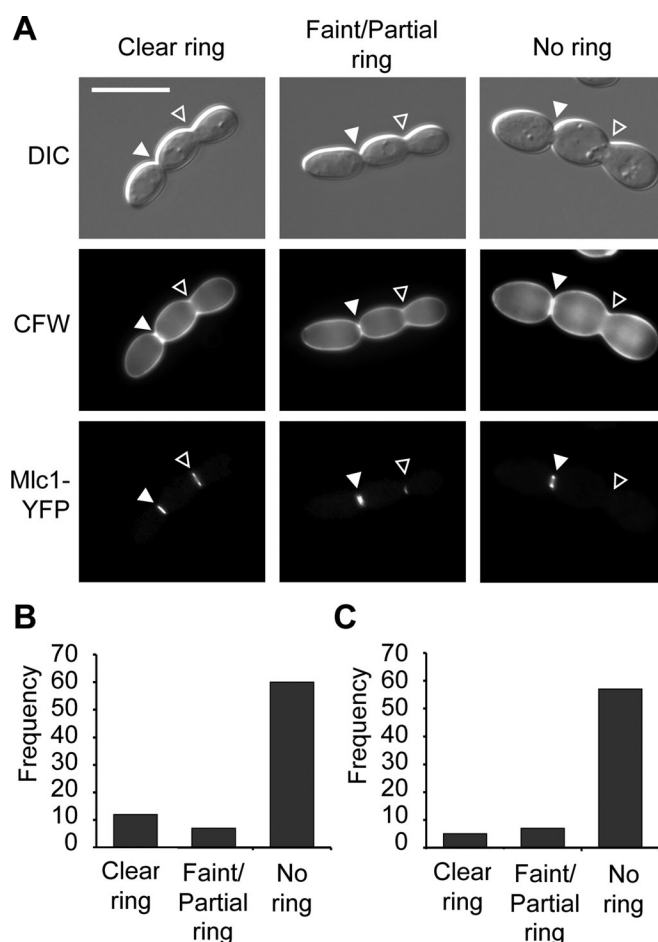 A
Clear ring
Faint/Partial
ring
No ring
DIC
CFW
Mlc1-
YFP
B
Frequency
70
60
50
40
30
20
10
0
Clear
ring
Faint/
Partial
ring
No
ring
C
Frequency
70
60
50
40
30
20
10
0
Clear
ring
Faint/
Partial
ring
No
ring